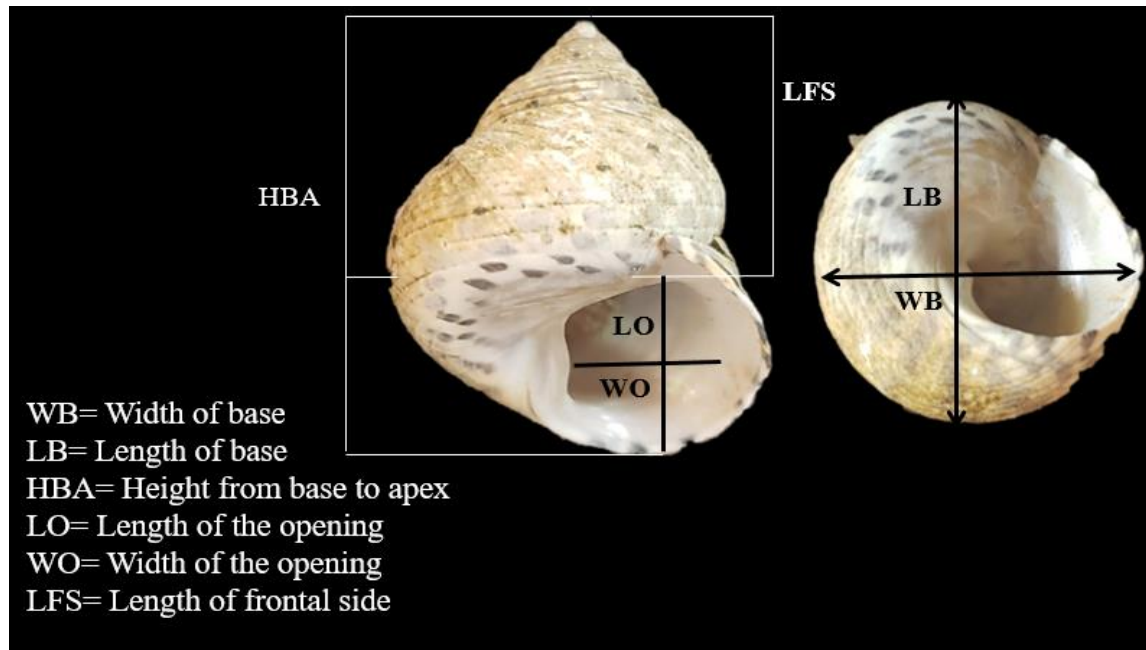 LFS
HBA
LB
WB
LO
WO
WB= Width of base
LB= Length of base
HBA= Height from base to apex
LO= Length of the opening
WO= Width of the opening
LFS= Length of frontal side